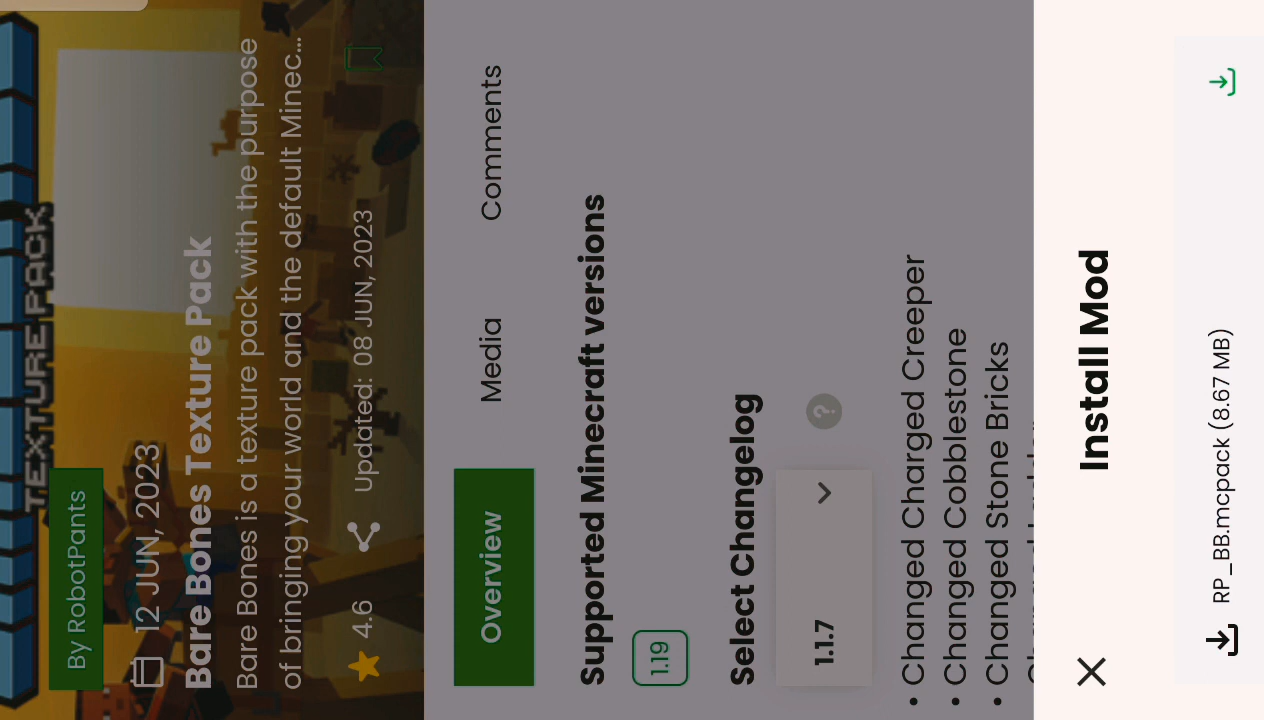 TEXTURE PACK
By RobotPants
12 JUN, 2023
Bare Bones Texture Pack
Bare Bones is a texture pack with the purpose
of bringing your world and the default Minec...
4.6
Updated: 08 JUN, 2023
Overview
Media
Comments
Supported Minecraft versions
1.19
Select Changelog
1.1.7
?
• Changed Charged Creeper
• Changed Cobblestone
• Changed Stone Bricks
Install Mod
RP_BB.mcpack (8.67 MB)